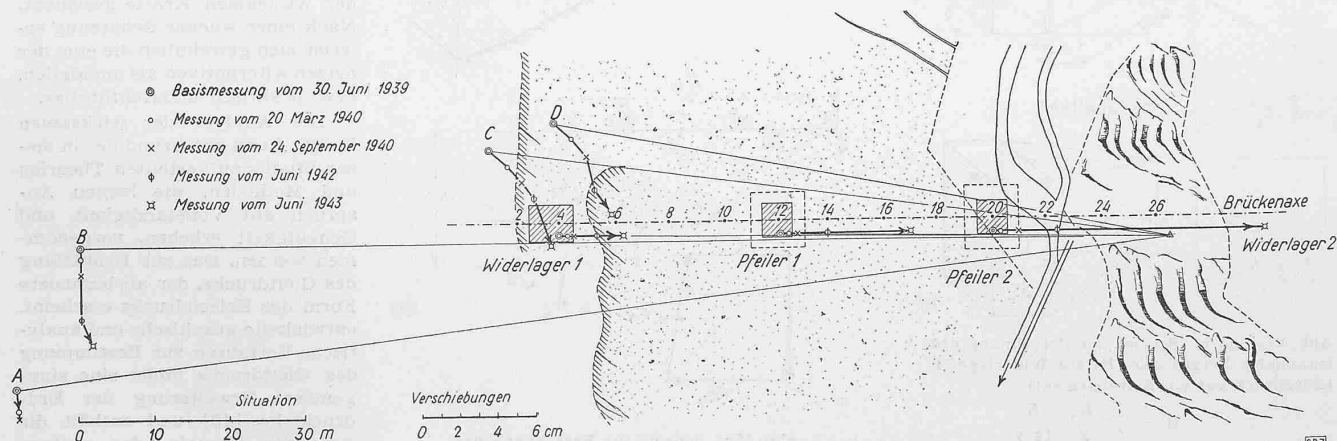 ⊚ Basismessung vom 30. Juni 1939
○ Messung vom 20 März 1940
× Messung vom 24. September 1940
Messung vom Juni 1942
Messung vom Juni 1943
C
D
B
A
2 4 6 8 10 12 14 16 18 20 22 24 26
Brückenaxe
Widerlager 1
Pfeiler 1
Pfeiler 2
Widerlager 2
Situation
0 10 20 30 m
Verschiebungen
0 2 4 6 cm